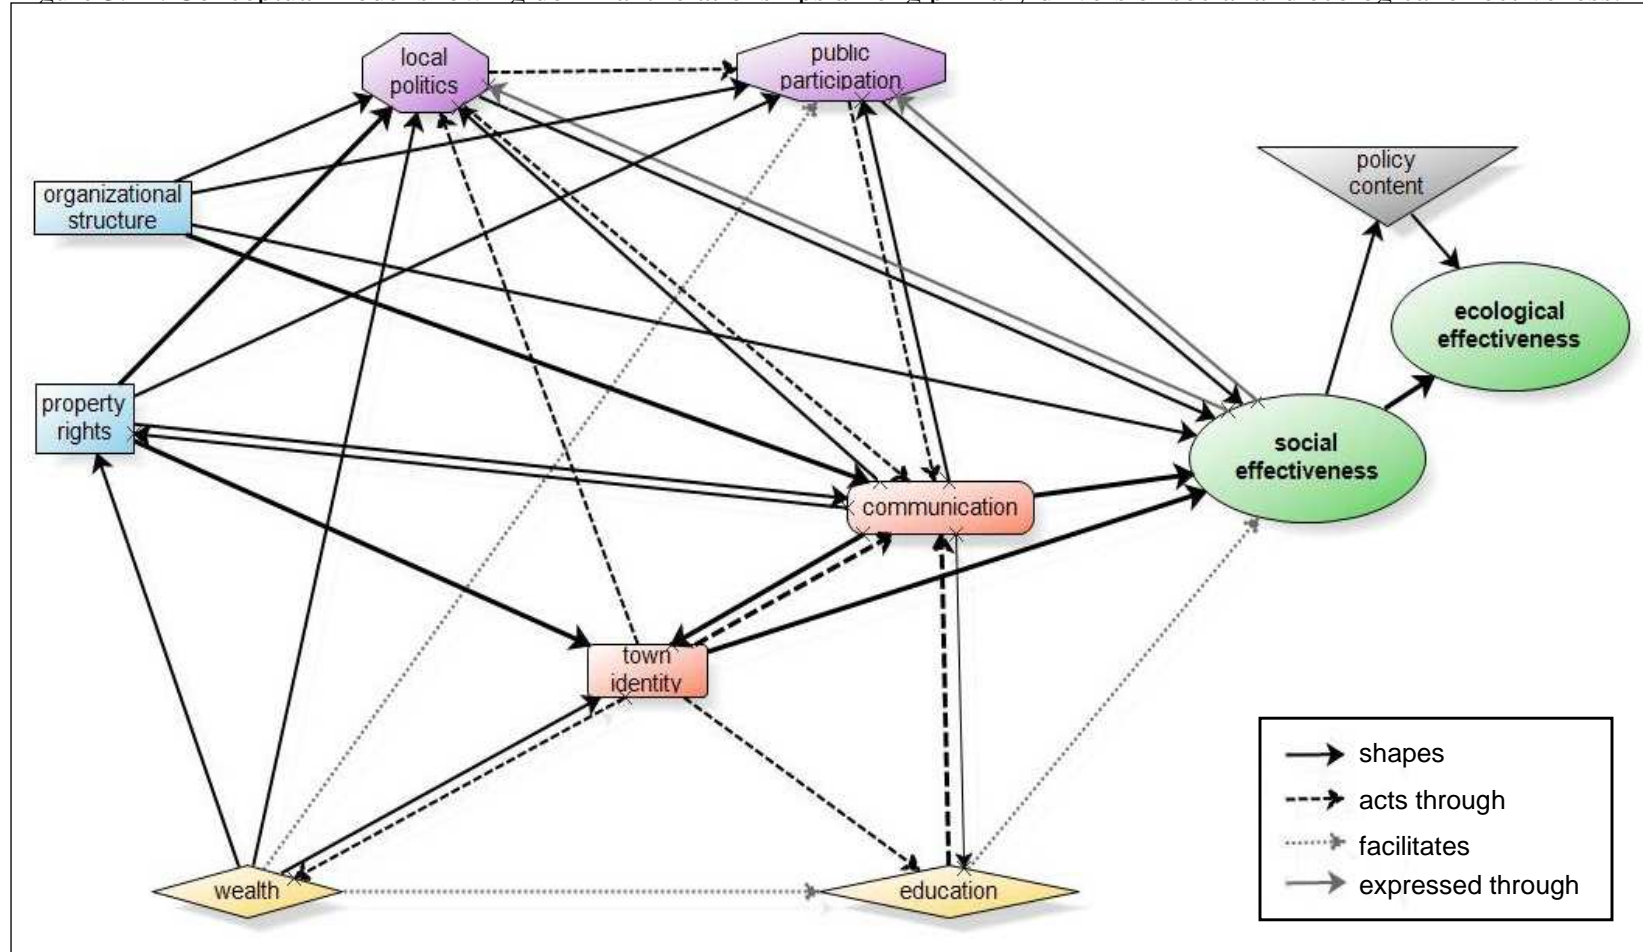 local
politics
public
participation
policy
content
organizational
structure
ecological
effectiveness
property
rights
social
effectiveness
communication
town
identity
shapes
acts through
facilitates
expressed through
wealth
education